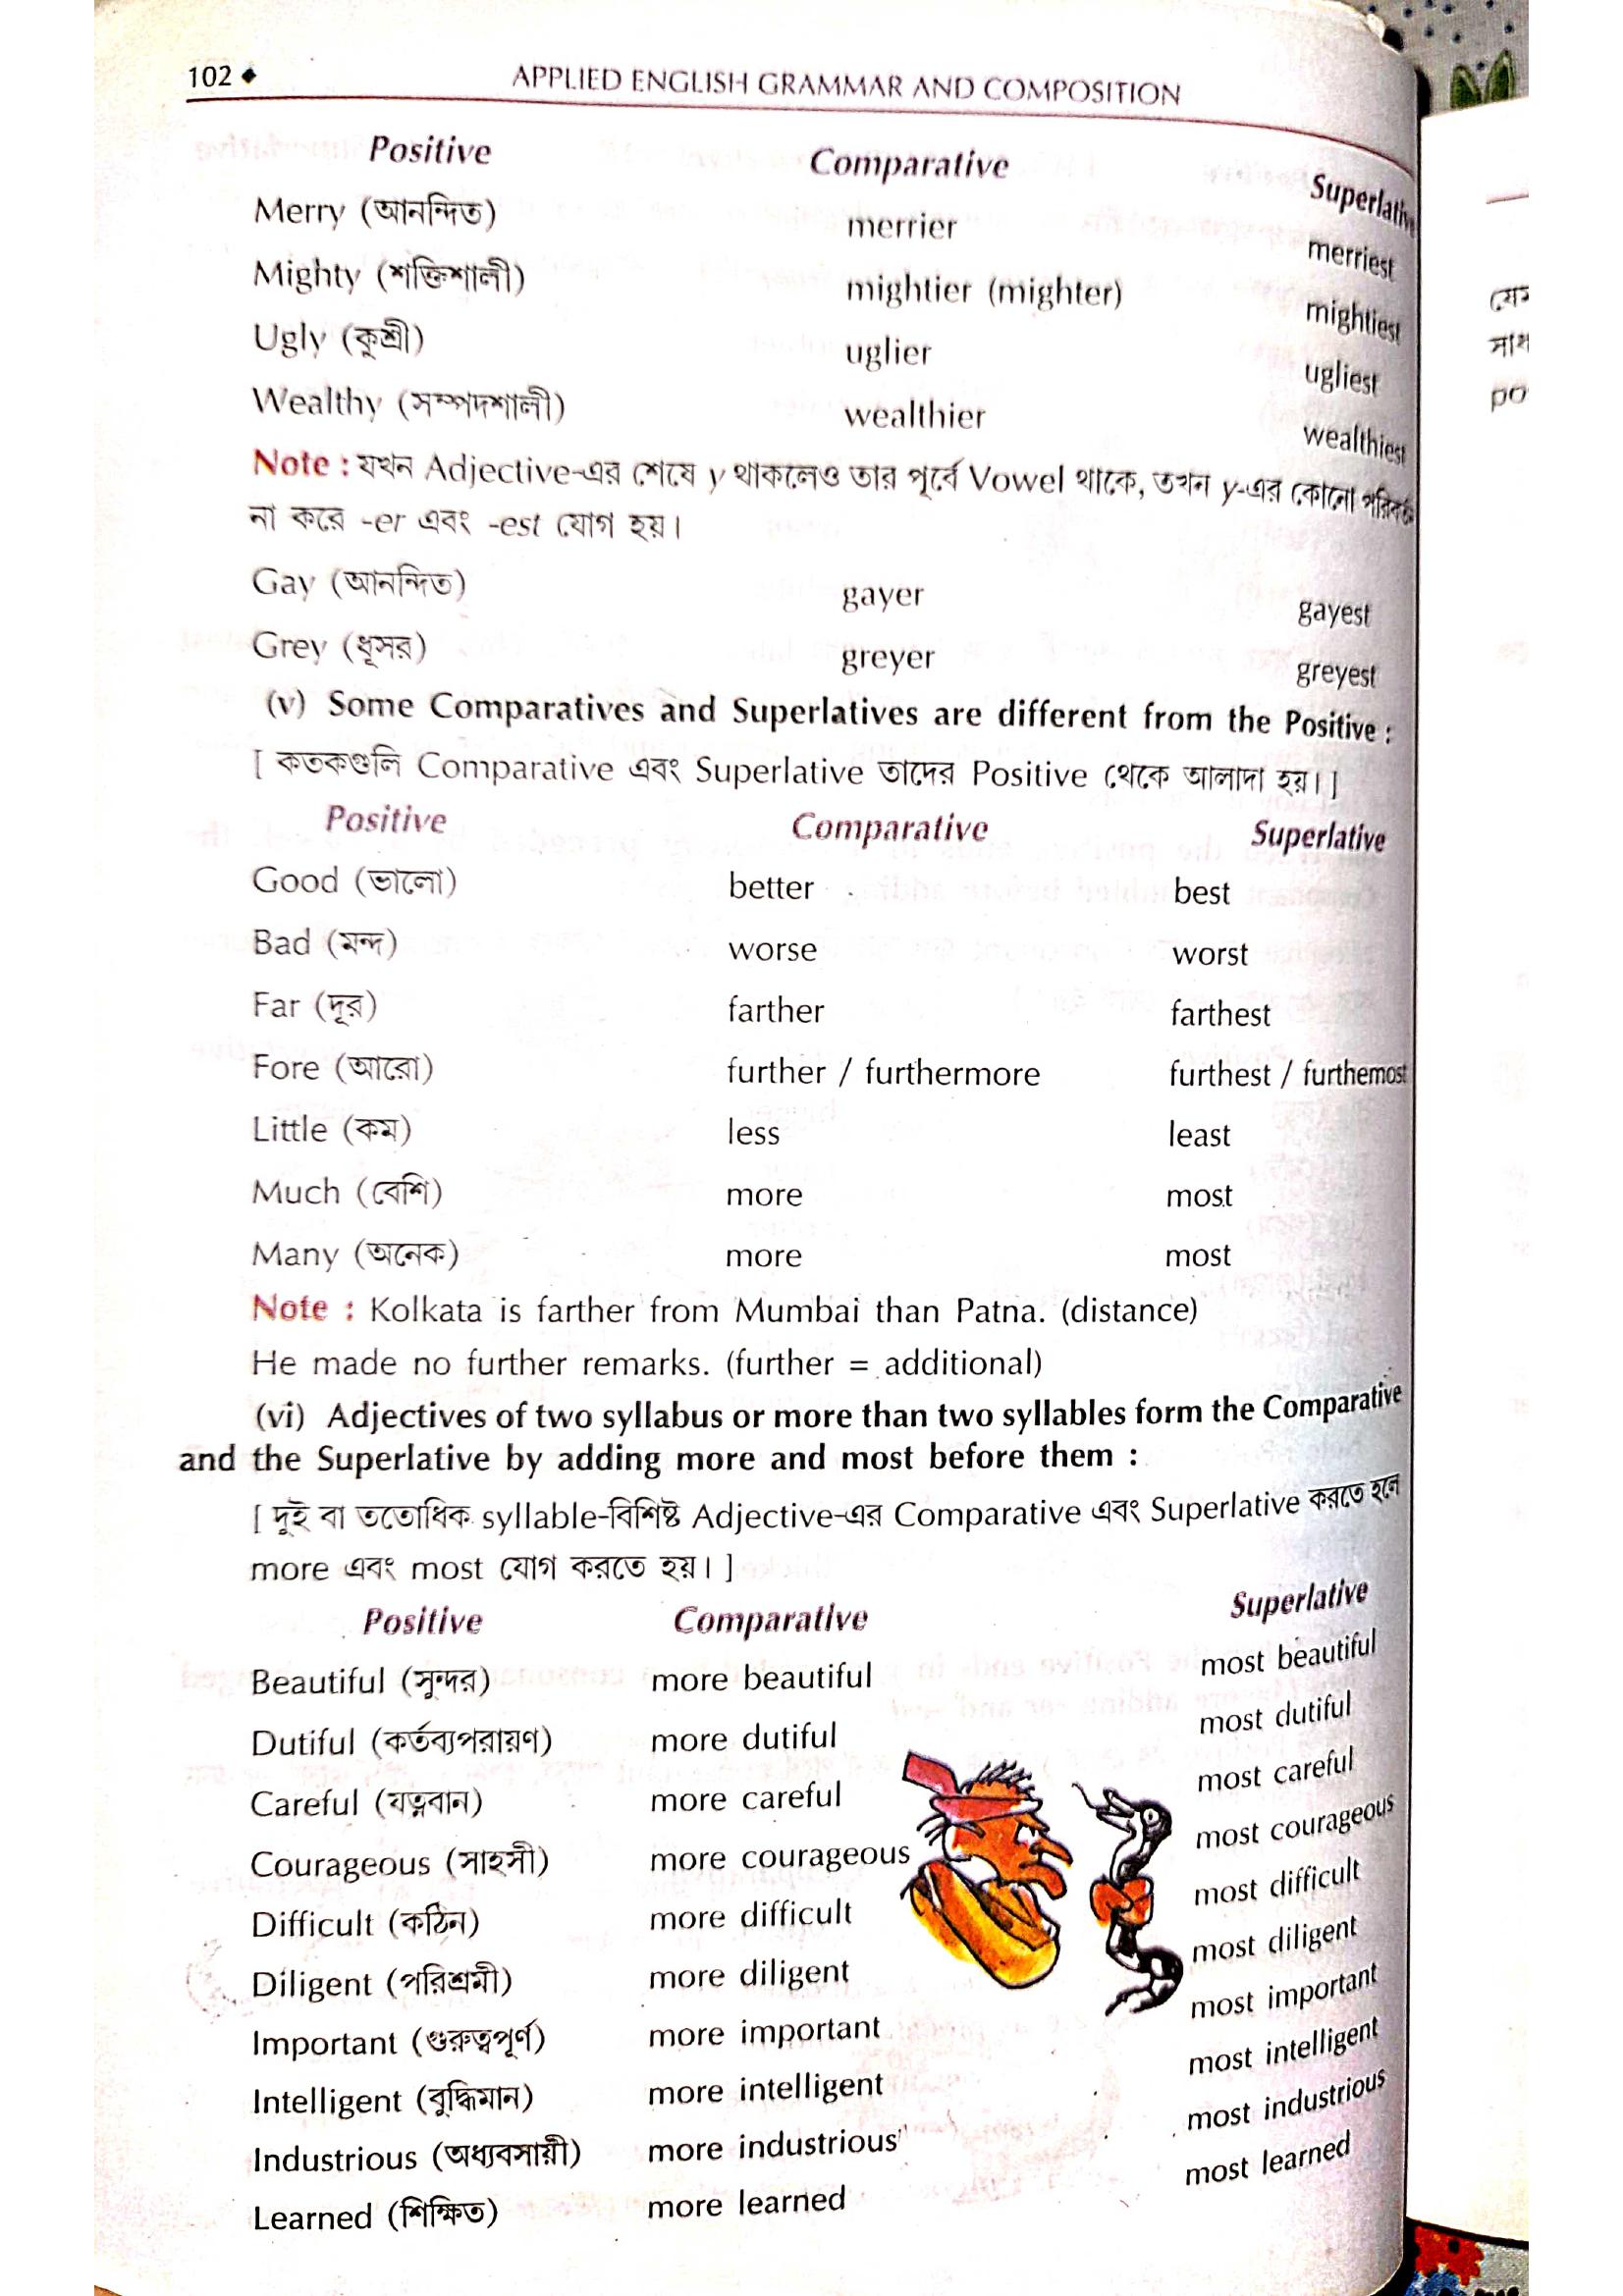 102 ◆ APPLIED ENGLISH GRAMMAR AND COMPOSITION
Positive Comparative Superlative
Merry (আনন্দিত) merrier merriest
Mighty (শক্তিশালী) mightier (mighter) mightiest
Ugly (কুশ্রী) uglier ugliest
Wealthy (সম্পদশালী) wealthier wealthiest
Note : যখন Adjective-এর শেষে y থাকলেও তার পূর্বে Vowel থাকে, তখন y-এর কোনো
না করে -er এবং -est যোগ হয়।
Gay (আনন্দিত) gayer gayest
Grey (ধূসর) greyer greyest
(v) Some Comparatives and Superlatives are different from the Positive :
[ কতকগুলি Comparative এবং Superlative তাদের Positive থেকে আলাদা হয়। ]
Positive Comparative Superlative
Good (ভালো) better best
Bad (মন্দ) worse worst
Far (দূর) farther farthest
Fore (আরো) further / furthermore furthest / furthemost
Little (কম) less least
Much (বেশি) more most
Many (অনেক) more most
Note : Kolkata is farther from Mumbai than Patna. (distance)
He made no further remarks. (further = additional)
(vi) Adjectives of two syllabus or more than two syllables form the Comparative
and the Superlative by adding more and most before them :
[ দুই বা ততোধিক syllable-বিশিষ্ট Adjective-এর Comparative এবং Superlative করতে হলে
more এবং most যোগ করতে হয়। ]
Positive Comparative Superlative
Beautiful (সুন্দর) more beautiful most beautiful
Dutiful (কর্তব্যপরায়ণ) more dutiful most dutiful
Careful (যত্নবান) more careful most careful
Courageous (সাহসী) more courageous most courageous
Difficult (কঠিন) more difficult most difficult
Diligent (পরিশ্রমী) more diligent most diligent
Important (গুরুত্বপূর্ণ) more important most important
Intelligent (বুদ্ধিমান) more intelligent most intelligent
Industrious (অধ্যবসায়ী) more industrious most industrious
Learned (শিক্ষিত) more learned most learned